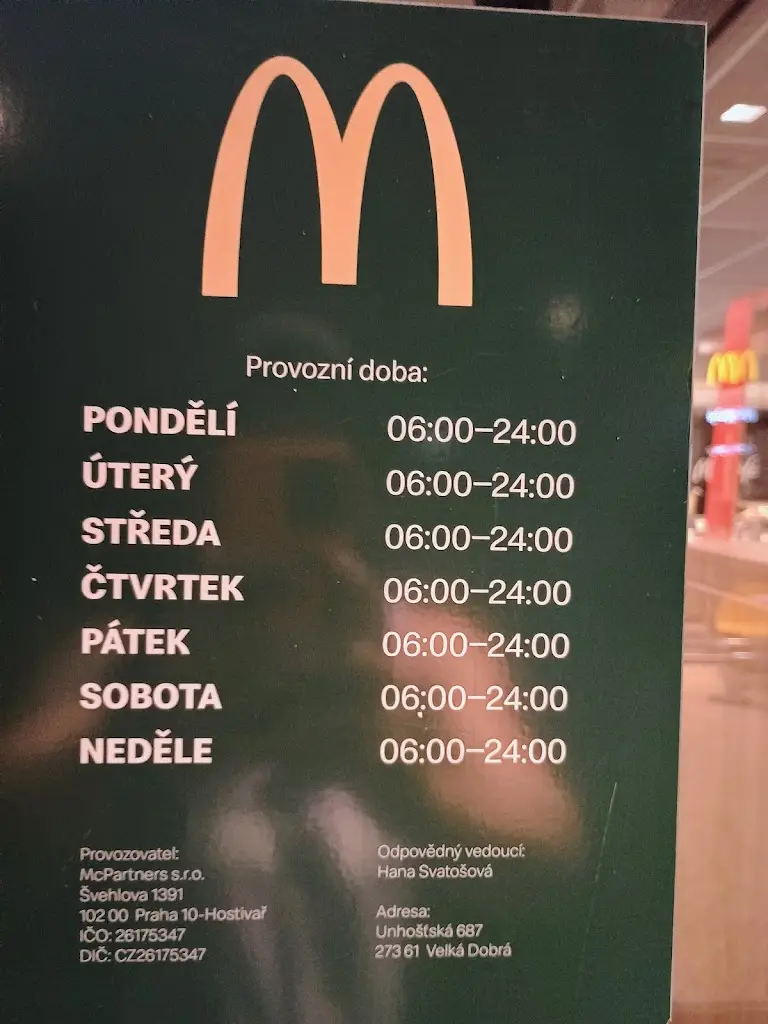 Provozní doba:
PONDĚLÍ 06:00–24:00
ÚTERÝ 06:00–24:00
STŘEDA 06:00–24:00
ČTVRTEK 06:00–24:00
PÁTEK 06:00–24:00
SOBOTA 06:00–24:00
NEDĚLE 06:00–24:00
Provozovatel:
McPartners s.r.o.
Švehlova 1391
102 00 Praha 10-Hostivař
IČO: 26175347
DIČ: CZ26175347
Odpovědný vedoucí:
Hana Svatošová
Adresa:
Unhošťská 687
273 61 Velká Dobrá